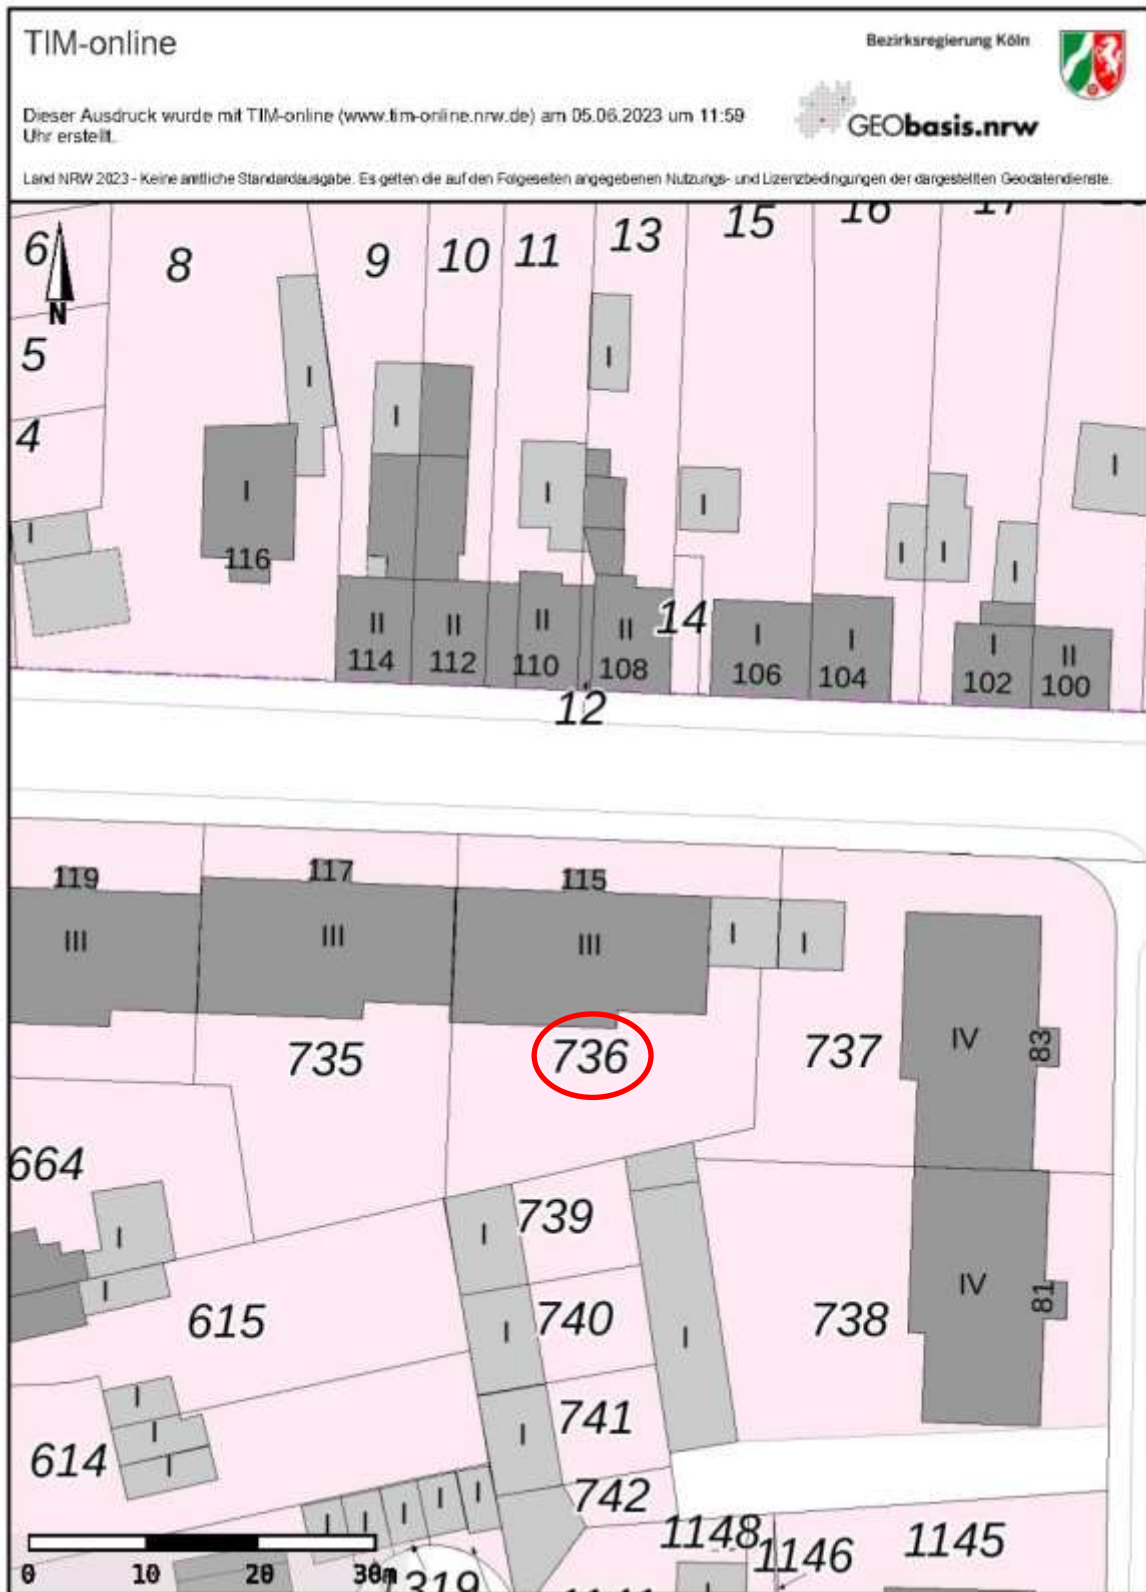 TIM-online
Bezirksregierung Köln
Dieser Ausdruck wurde mit TIM-online (www.tim-online.nrw.de) am 05.06.2023 um 11:59
Uhr erstellt.
GEObasis.nrw
Land NRW 2023 - Keine amtliche Standardausgabe. Es gelten die auf den Folgeseiten angegebenen Nutzungs- und Lizenzbedingungen der dargestellten Geodatendienste.
6 8 9 10 11 13 15 16 17
N
5 I I
4 I
I I I I I
I 116 I I I
II II II II 14 I I I II
114 112 110 108 106 104 102 100
12
119 117 115
III III III I I
735 736 737 IV 83
664
I I 739
I 615 I 740 I 738 IV 81
I 741
614 I I I
742
I I I I I 1148 1146 1145
0 10 20 30m 1319 I